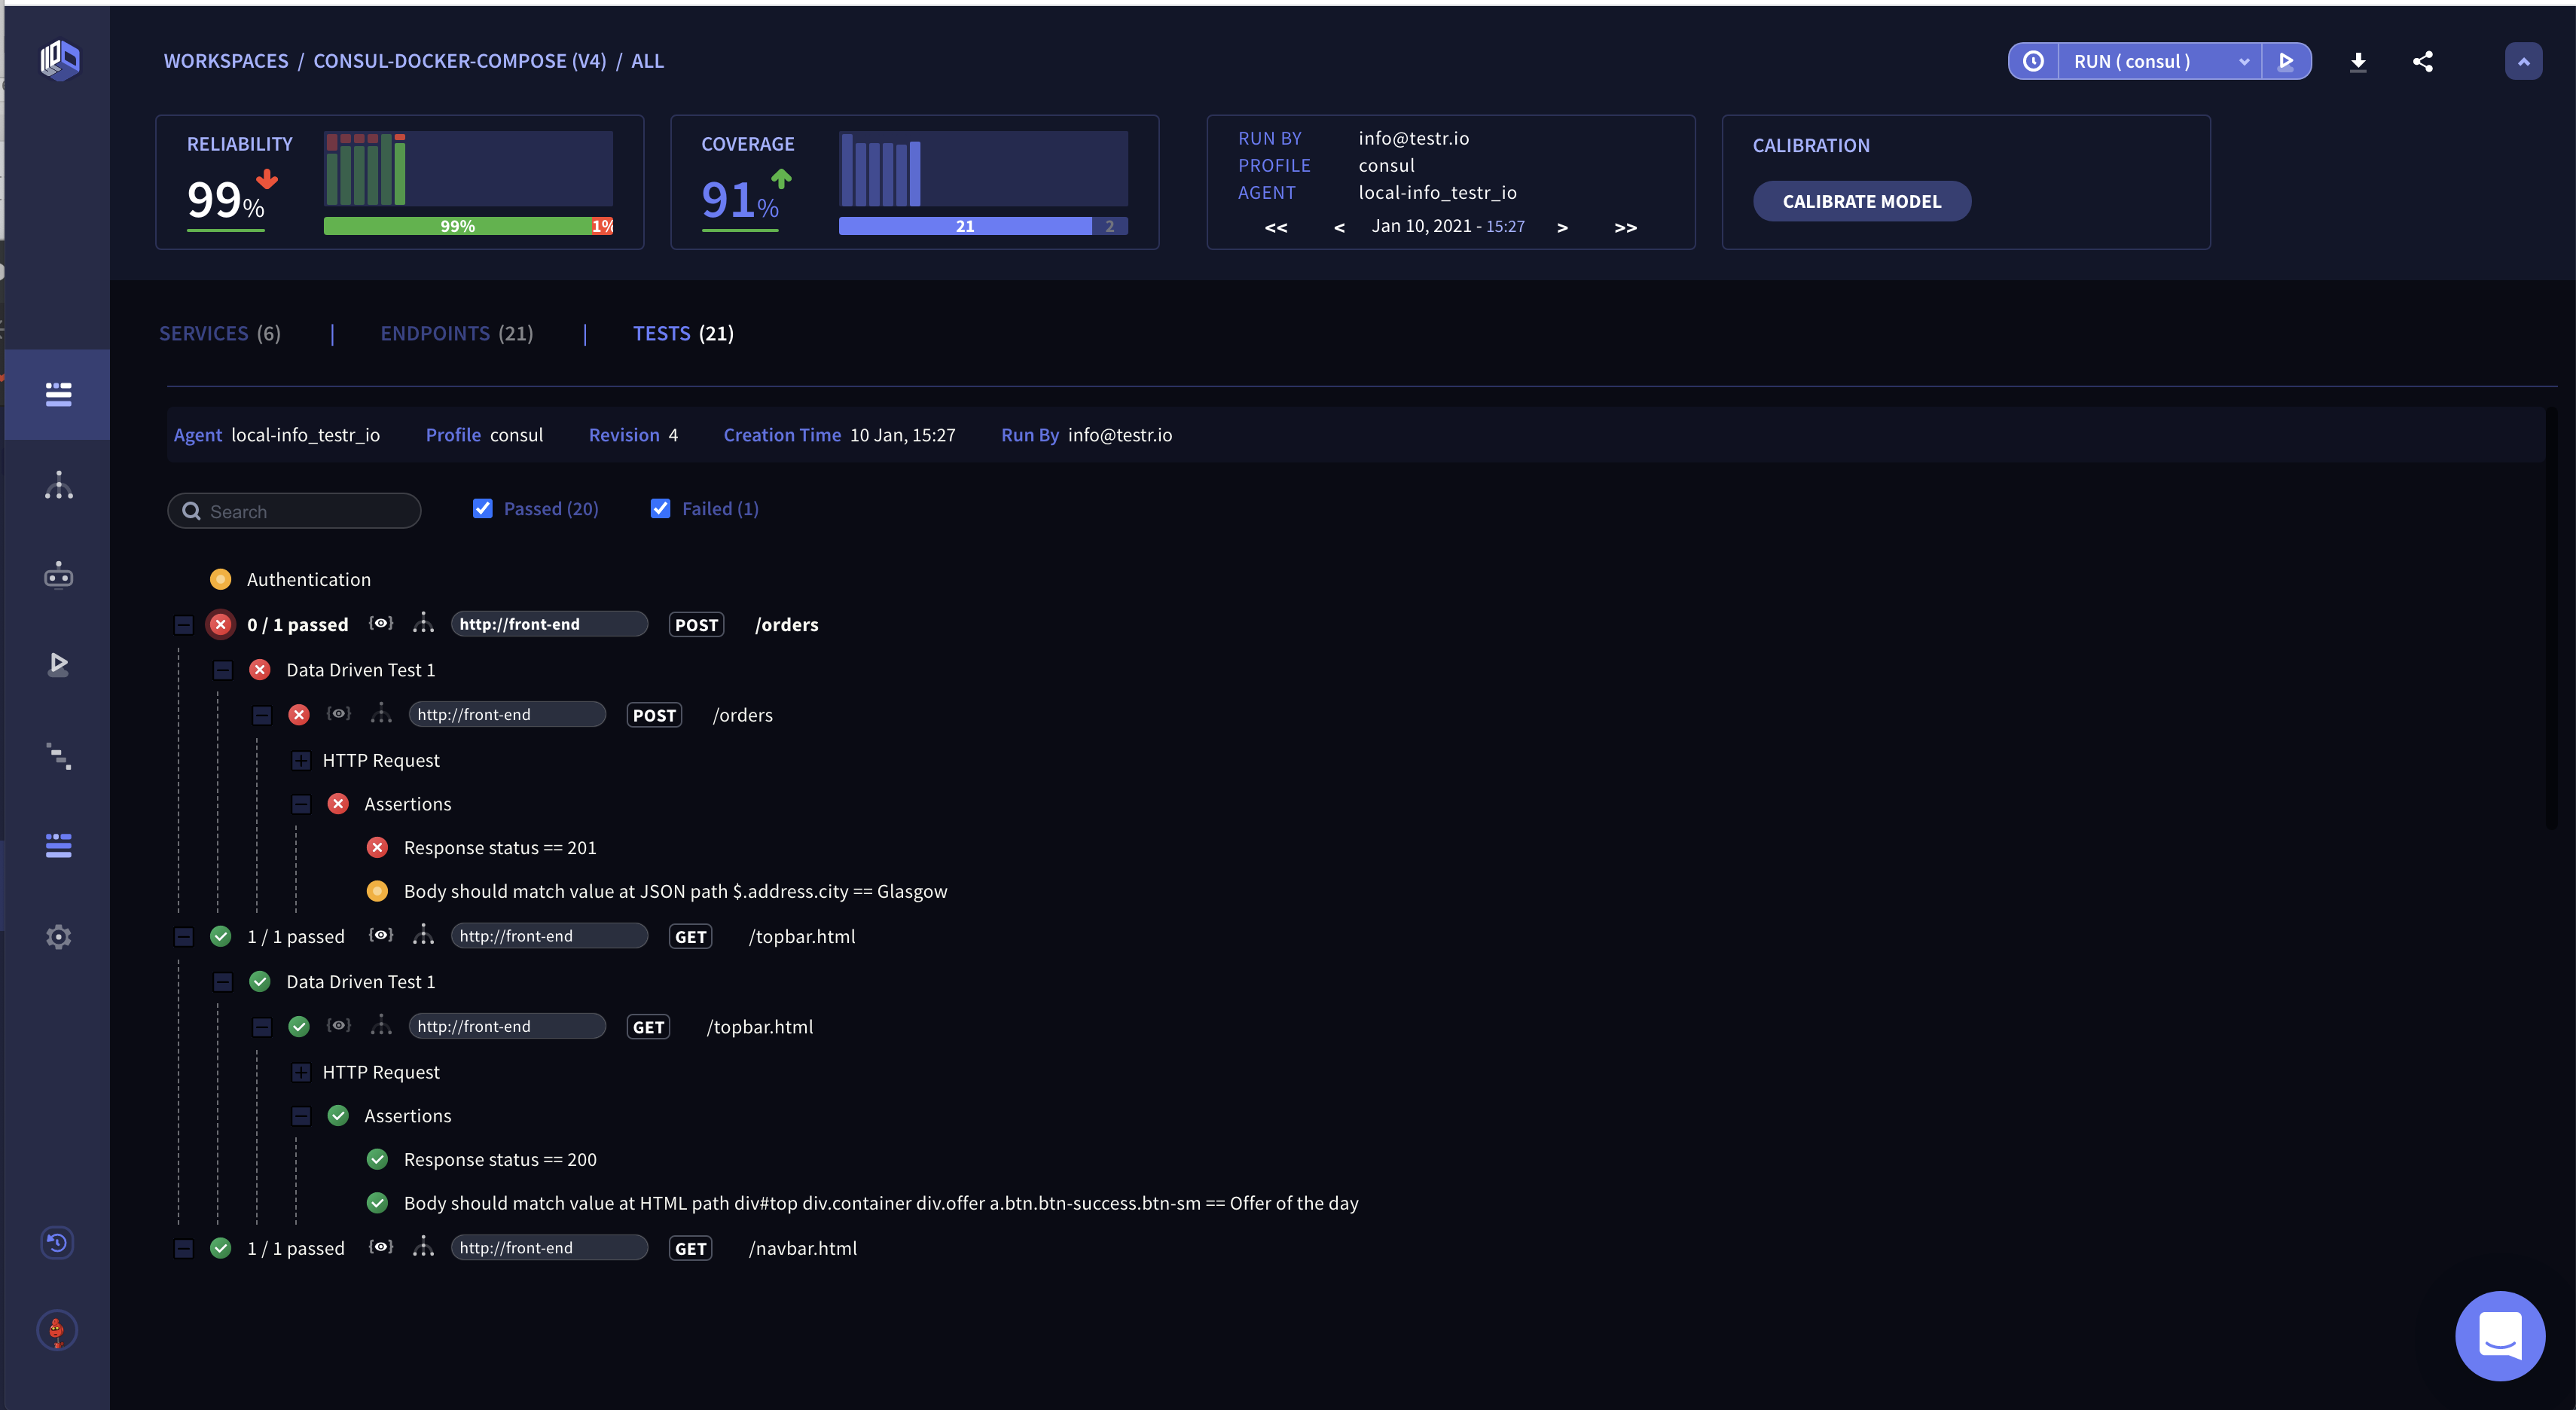 WORKSPACES / CONSUL-DOCKER-COMPOSE (V4) / ALL
RUN ( consul )
RELIABILITY
99%
99% 1%
COVERAGE
91%
21 2
RUN BY info@testr.io
PROFILE consul
AGENT local-info_testr_io
<< < Jan 10, 2021 - 15:27 > >>
CALIBRATION
CALIBRATE MODEL
SERVICES (6) | ENDPOINTS (21) | TESTS (21)
Agent local-info_testr_io Profile consul Revision 4 Creation Time 10 Jan, 15:27 Run By info@testr.io
Search Passed (20) Failed (1)
Authentication
0 / 1 passed http://front-end POST /orders
Data Driven Test 1
http://front-end POST /orders
HTTP Request
Assertions
Response status == 201
Body should match value at JSON path $.address.city == Glasgow
1 / 1 passed http://front-end GET /topbar.html
Data Driven Test 1
http://front-end GET /topbar.html
HTTP Request
Assertions
Response status == 200
Body should match value at HTML path div#top div.container div.offer a.btn.btn-success.btn-sm == Offer of the day
1 / 1 passed http://front-end GET /navbar.html